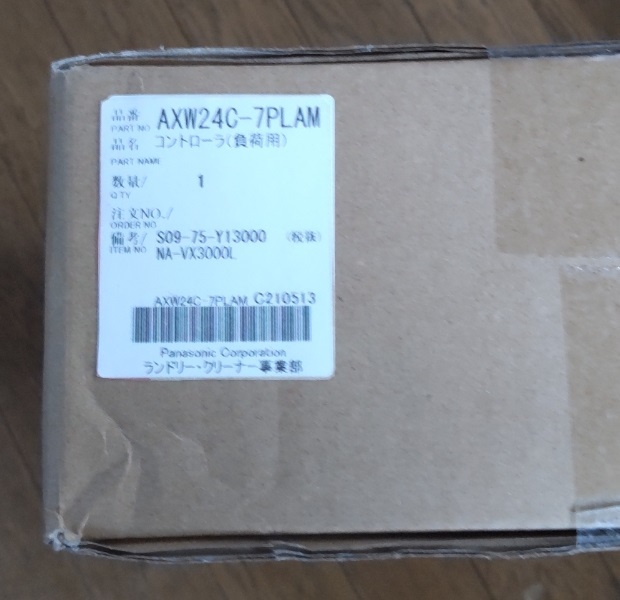 品番 AXW24C-7PLAM
PART NO
品名 コントローラ(負荷用)
PART NAME
数量/ 1
Q'TY
注文NO./
ORDER NO
備考/ S09-75-Y13000 (税抜)
ITEM NO NA-VX3000L
AXW24C-7PLAM C210513
Panasonic Corporation
ランドリー・クリーナー事業部